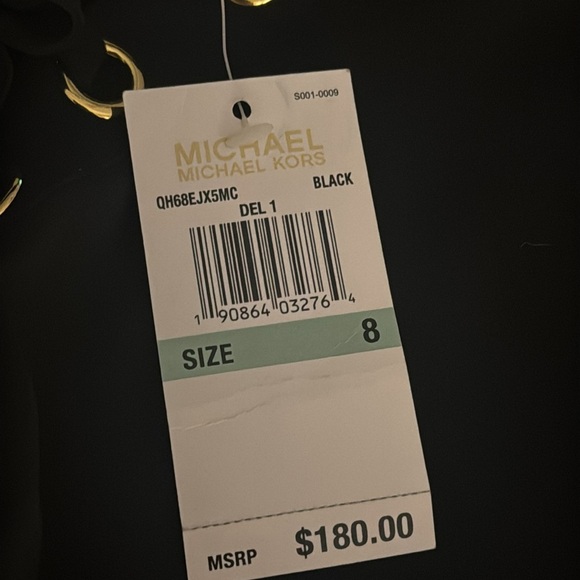 S001-0009
MICHAEL
MICHAEL KORS
QH68EJX5MC BLACK
DEL 1
1 90864 03276 4
SIZE 8
MSRP $180.00